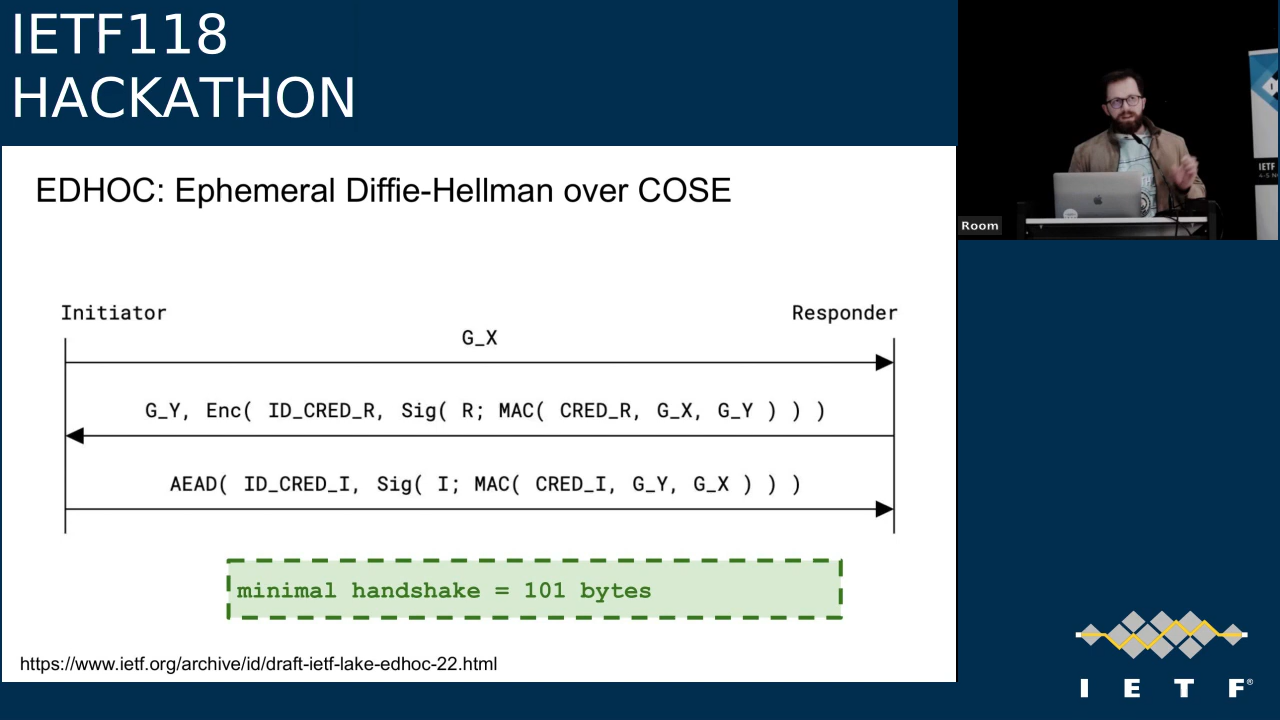 IETF118
HACKATHON
EDHOC: Ephemeral Diffie-Hellman over COSE
Initiator
Responder
G_X
G_Y, Enc( ID_CRED_R, Sig( R; MAC( CRED_R, G_X, G_Y ) ) )
AEAD( ID_CRED_I, Sig( I; MAC( CRED_I, G_Y, G_X ) ) )
minimal handshake = 101 bytes
https://www.ietf.org/archive/id/draft-ietf-lake-edhoc-22.html
Room
IETF
I E T F®